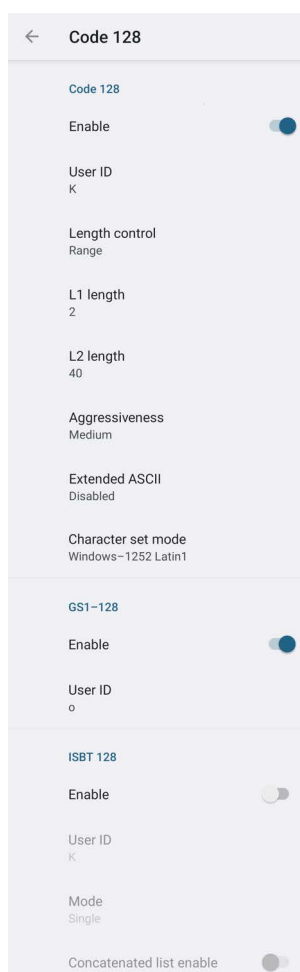 Code 128
Code 128
Enable
User ID
K
Length control
Range
L1 length
2
L2 length
40
Aggressiveness
Medium
Extended ASCII
Disabled
Character set mode
Windows-1252 Latin1
GS1-128
Enable
User ID
o
ISBT 128
Enable
User ID
K
Mode
Single
Concatenated list enable